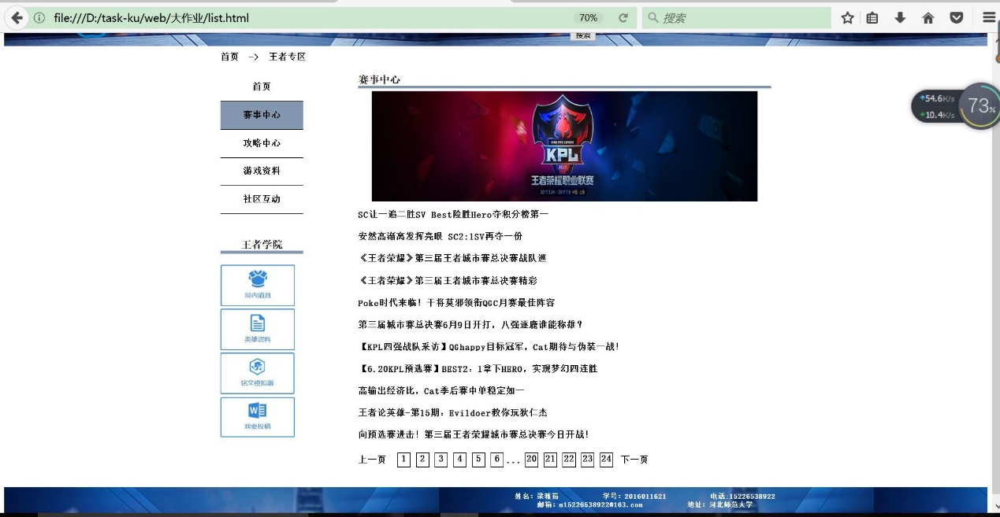 file:///D:/task-ku/web/大作业/list.html
70%
搜索
搜索
首页 -> 王者专区
首页
赛事中心
攻略中心
游戏资料
社区互动
王者学院
局内道具
英雄资料
铭文模拟器
我要投稿
赛事中心
KING PRO LEAGUE
KPL
2017
王者荣耀职业联赛
SC让一追二胜SV Best险胜Hero夺积分榜第一
安然高渐离发挥亮眼 SC2:1SV再夺一份
《王者荣耀》第三届王者城市赛总决赛战队巡
《王者荣耀》第三届王者城市赛总决赛精彩
Poke时代来临！干将莫邪领衔QGC月赛最佳阵容
第三届城市赛总决赛6月9日开打，八强逐鹿谁能称雄？
【KPL四强战队采访】QGhappy目标冠军，Cat期待与伪装一战！
【6.20KPL预选赛】BEST2：1拿下HERO，实现梦幻四连胜
高输出经济比，Cat季后赛中单稳定如一
王者论英雄-第15期：Evildoer教你玩狄仁杰
向预选赛进击！第三届王者荣耀城市赛总决赛今日开战！
上一页 1 2 3 4 5 6 ... 20 21 22 23 24 下一页
54.6K/s
10.4K/s
73%
姓名：梁雅茹 学号：2016011621 电话.15226538922
邮箱：m15226538922@163.com 地址：河北师范大学